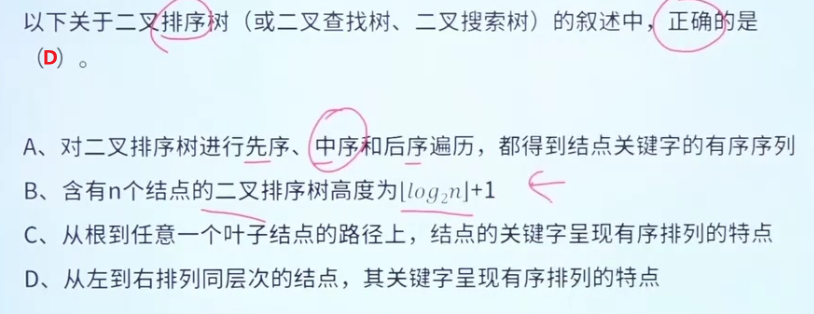 以下关于二叉排序树（或二叉查找树、二叉搜索树）的叙述中，正确的是
（D）。
A、对二叉排序树进行先序、中序和后序遍历，都得到结点关键字的有序序列
B、含有n个结点的二叉排序树高度为⌊log₂n⌋+1
C、从根到任意一个叶子结点的路径上，结点的关键字呈现有序排列的特点
D、从左到右排列同层次的结点，其关键字呈现有序排列的特点